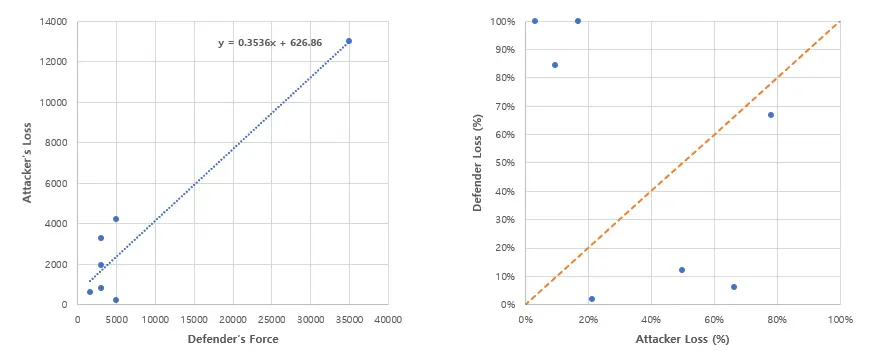 14000
12000
10000
8000
6000
4000
2000
0
y = 0.3536x + 626.86
0 5000 10000 15000 20000 25000 30000 35000 40000
Attacker's Loss
Defender's Force
100%
90%
80%
70%
60%
50%
40%
30%
20%
10%
0%
0% 20% 40% 60% 80% 100%
Defender Loss (%)
Attacker Loss (%)